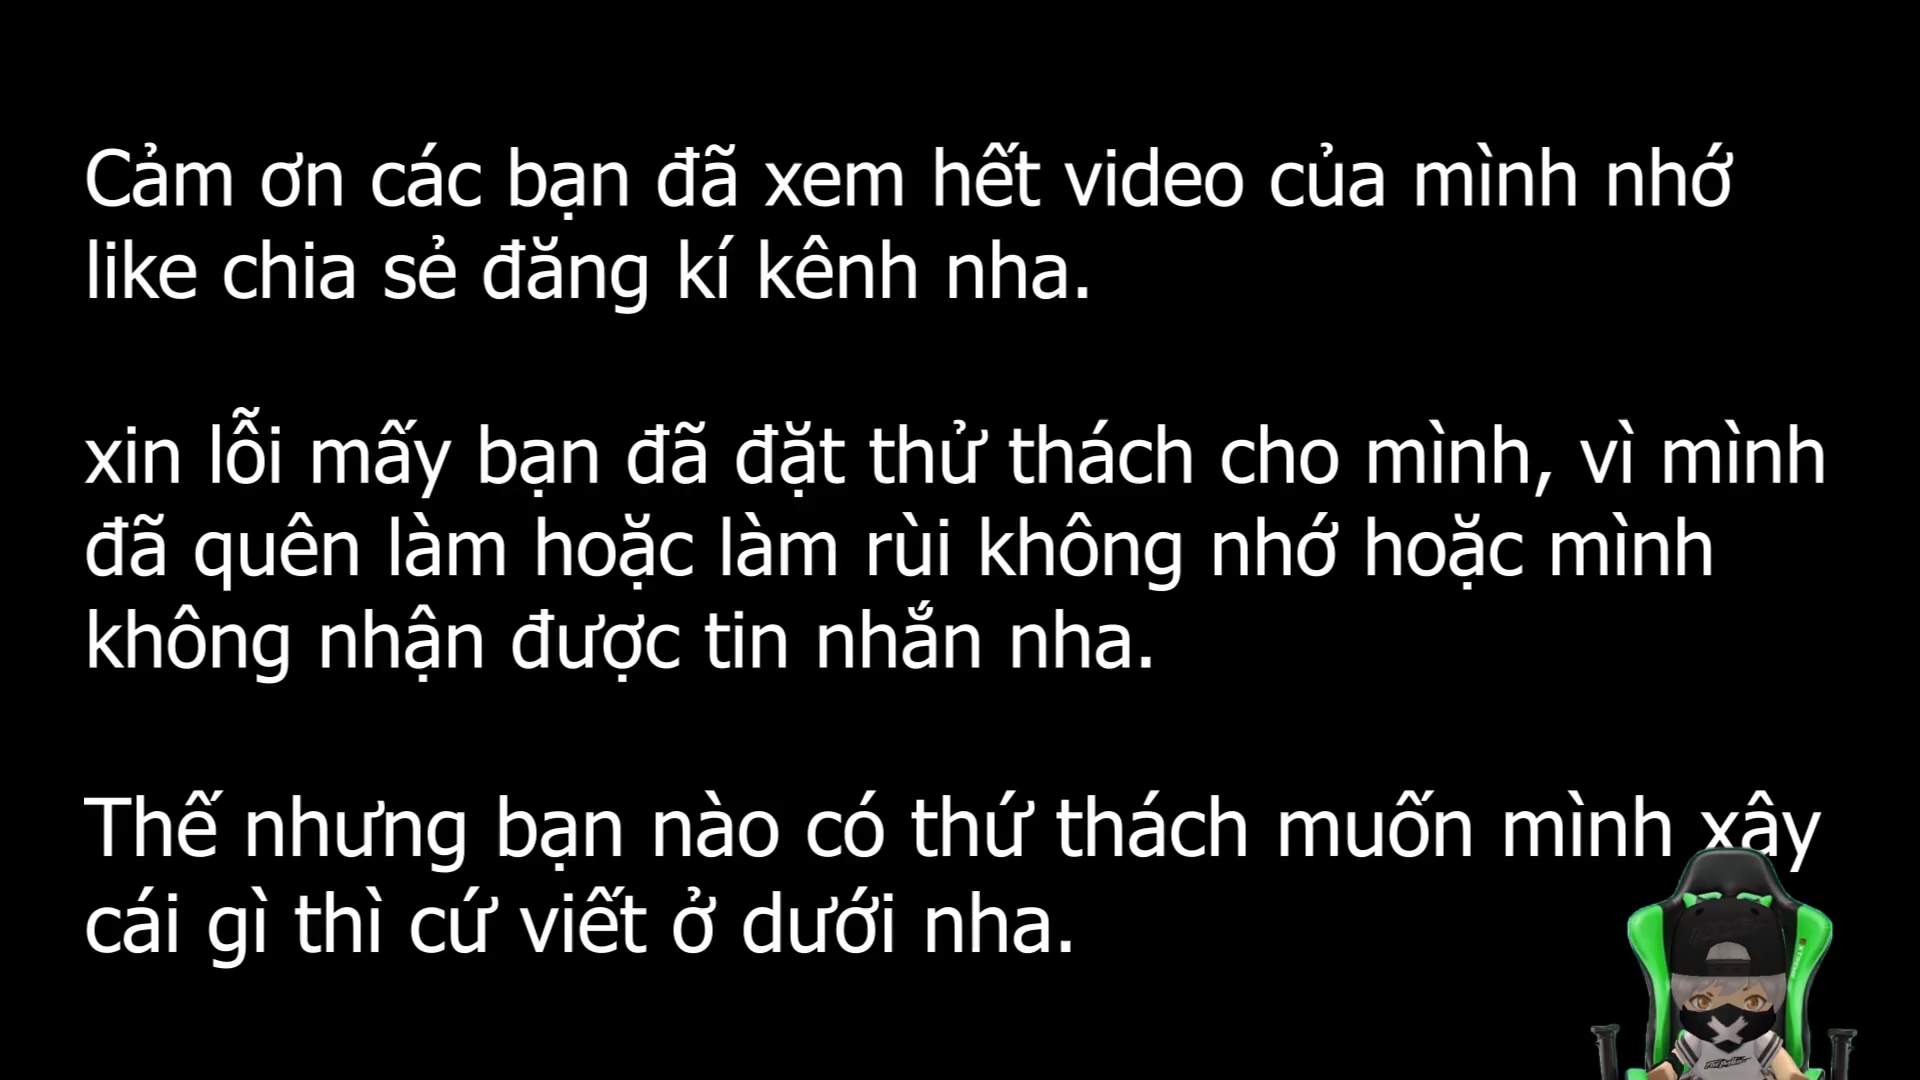 Cảm ơn các bạn đã xem hết video của mình nhớ
like chia sẻ đăng kí kênh nha.
xin lỗi mấy bạn đã đặt thử thách cho mình, vì mình
đã quên làm hoặc làm rùi không nhớ hoặc mình
không nhận được tin nhắn nha.
Thế nhưng bạn nào có thứ thách muốn mình xây
cái gì thì cứ viết ở dưới nha.